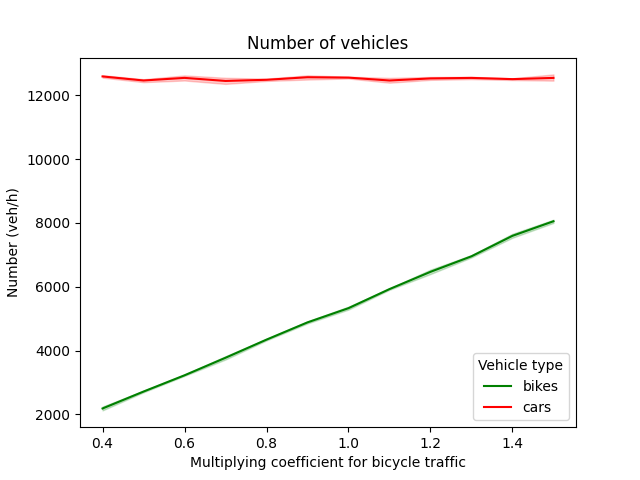 Number of vehicles
Number (veh/h)
12000
10000
8000
6000
4000
2000
0.4
0.6
0.8
1.0
1.2
1.4
Multiplying coefficient for bicycle traffic
Vehicle type
bikes
cars